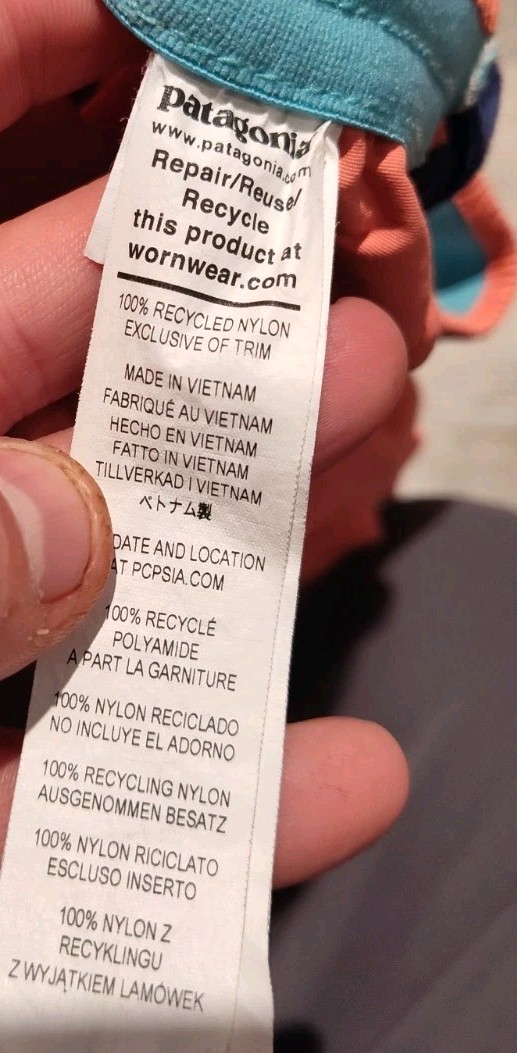 patagonia
www.patagonia.com
Repair/Reuse/
Recycle
this product at
wornwear.com
100% RECYCLED NYLON
EXCLUSIVE OF TRIM
MADE IN VIETNAM
FABRIQUÉ AU VIETNAM
HECHO EN VIETNAM
FATTO IN VIETNAM
TILLVERKAD I VIETNAM
ベトナム製
DATE AND LOCATION
AT PCPSIA.COM
100% RECYCLÉ
POLYAMIDE
A PART LA GARNITURE
100% NYLON RECICLADO
NO INCLUYE EL ADORNO
100% RECYCLING NYLON
AUSGENOMMEN BESATZ
100% NYLON RICICLATO
ESCLUSO INSERTO
100% NYLON Z
RECYKLINGU
Z WYJĄTKIEM LAMÓWEK